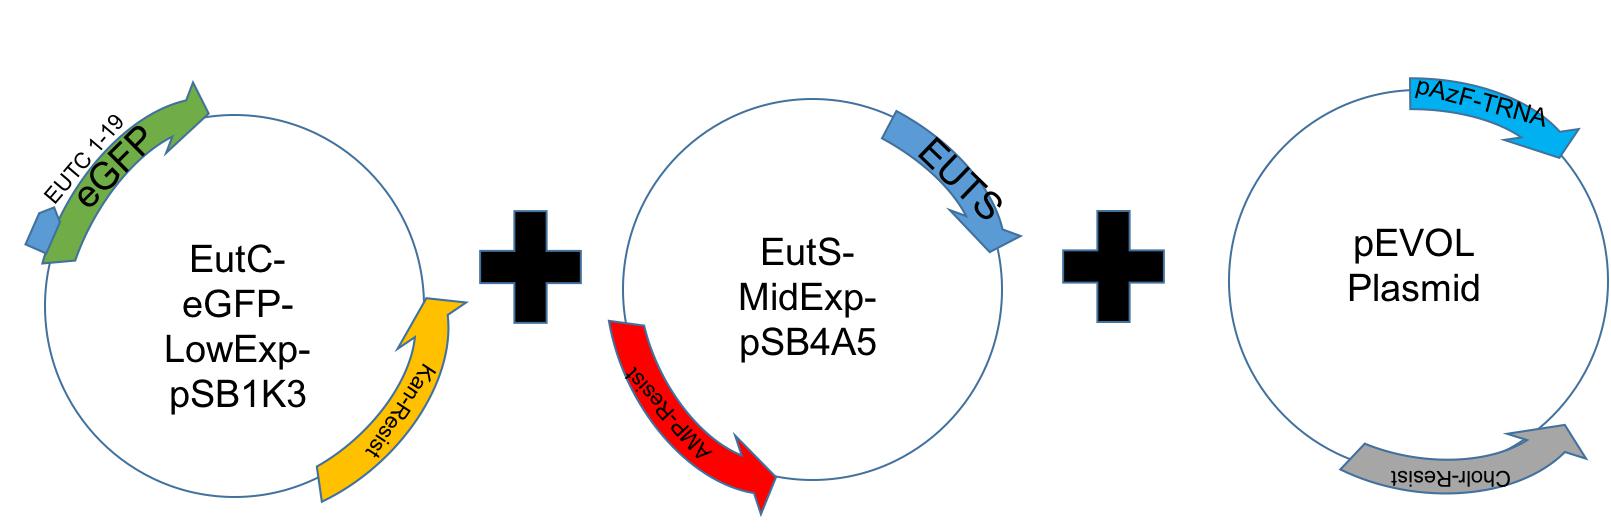 EUTC 1-19
eGFP
EutC-
eGFP-
LowExp-
pSB1K3
Kan-Resist
EUTS
EutS-
MidExp-
pSB4A5
AMP-Resist
pAzF-TRNA
pEVOL
Plasmid
Cholr-Resist